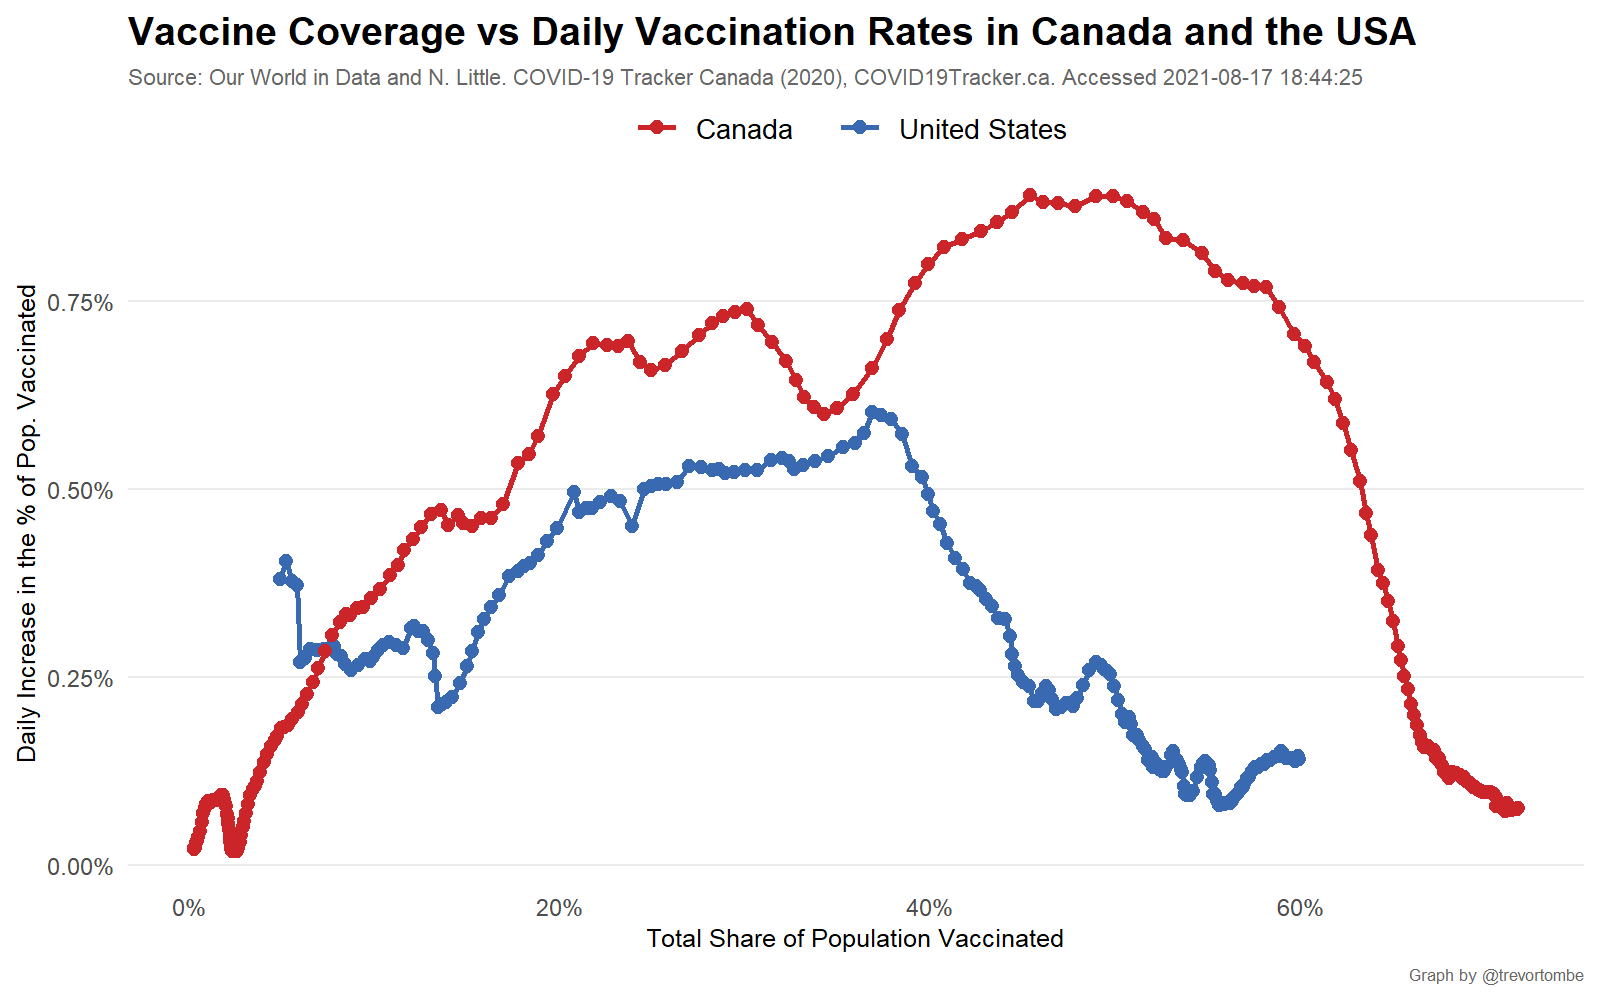 Vaccine Coverage vs Daily Vaccination Rates in Canada and the USA
Source: Our World in Data and N. Little. COVID-19 Tracker Canada (2020), COVID19Tracker.ca. Accessed 2021-08-17 18:44:25
Canada United States
Daily Increase in the % of Pop. Vaccinated
0.75%
0.50%
0.25%
0.00%
0% 20% 40% 60%
Total Share of Population Vaccinated
Graph by @trevortombe